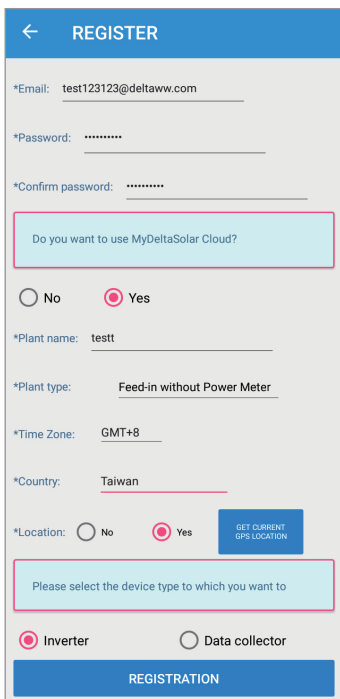 REGISTER
*Email: test123123@deltaww.com
*Password: ••••••••••
*Confirm password: ••••••••••
Do you want to use MyDeltaSolar Cloud?
No Yes
*Plant name: testt
*Plant type: Feed-in without Power Meter
*Time Zone: GMT+8
*Country: Taiwan
*Location: No Yes GET CURRENT
GPS LOCATION
Please select the device type to which you want to
Inverter Data collector
REGISTRATION